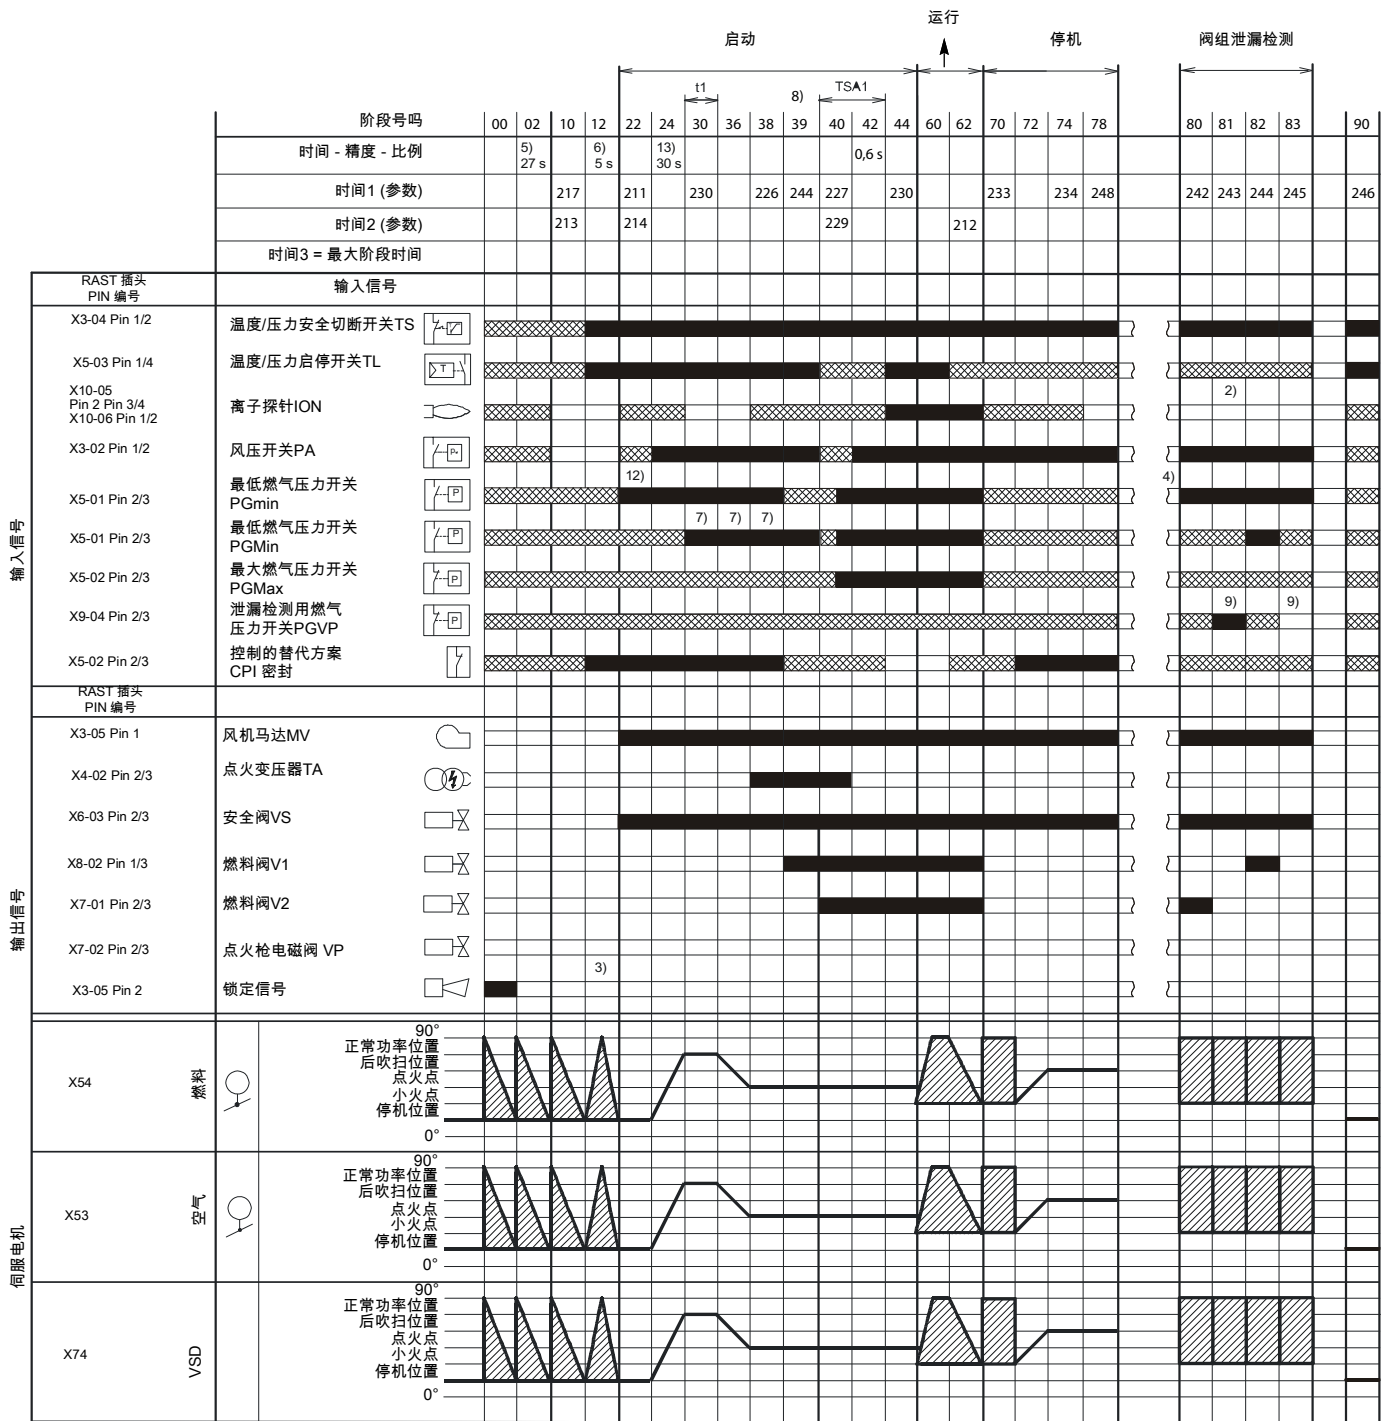 运行
启动 停机 阀组泄漏检测
t1 8) TSA1
阶段号吗 00 02 10 12 22 24 30 36 38 39 40 42 44 60 62 70 72 74 78 80 81 82 83 90
时间 - 精度 - 比例 5) 27 s 6) 5 s 13) 30 s 0,6 s
时间1 (参数) 217 211 230 226 244 227 230 233 234 248 242 243 244 245 246
时间2 (参数) 213 214 229 212
时间3 = 最大阶段时间
RAST 插头
PIN 编号
输入信号
输入信号
X3-04 Pin 1/2 温度/压力安全切断开关TS
X5-03 Pin 1/4 温度/压力启停开关TL
X10-05
Pin 2 Pin 3/4
X10-06 Pin 1/2
离子探针ION 2)
X3-02 Pin 1/2 风压开关PA
12) 4)
X5-01 Pin 2/3 最低燃气压力开关
PGmin
7) 7) 7)
X5-01 Pin 2/3 最低燃气压力开关
PGMin
X5-02 Pin 2/3 最大燃气压力开关
PGMax
X9-04 Pin 2/3 泄漏检测用燃气
压力开关PGVP
9) 9)
X5-02 Pin 2/3 控制的替代方案
CPI 密封
RAST 插头
PIN 编号
输出信号
X3-05 Pin 1 风机马达MV
X4-02 Pin 2/3 点火变压器TA
X6-03 Pin 2/3 安全阀VS
X8-02 Pin 1/3 燃料阀V1
X7-01 Pin 2/3 燃料阀V2
X7-02 Pin 2/3 点火枪电磁阀 VP
3)
X3-05 Pin 2 锁定信号
伺服电机
X54 燃料
90°
正常功率位置
后吹扫位置
点火点
小火点
停机位置
0°
X53 空气
90°
正常功率位置
后吹扫位置
点火点
小火点
停机位置
0°
X74 VSD
90°
正常功率位置
后吹扫位置
点火点
小火点
停机位置
0°